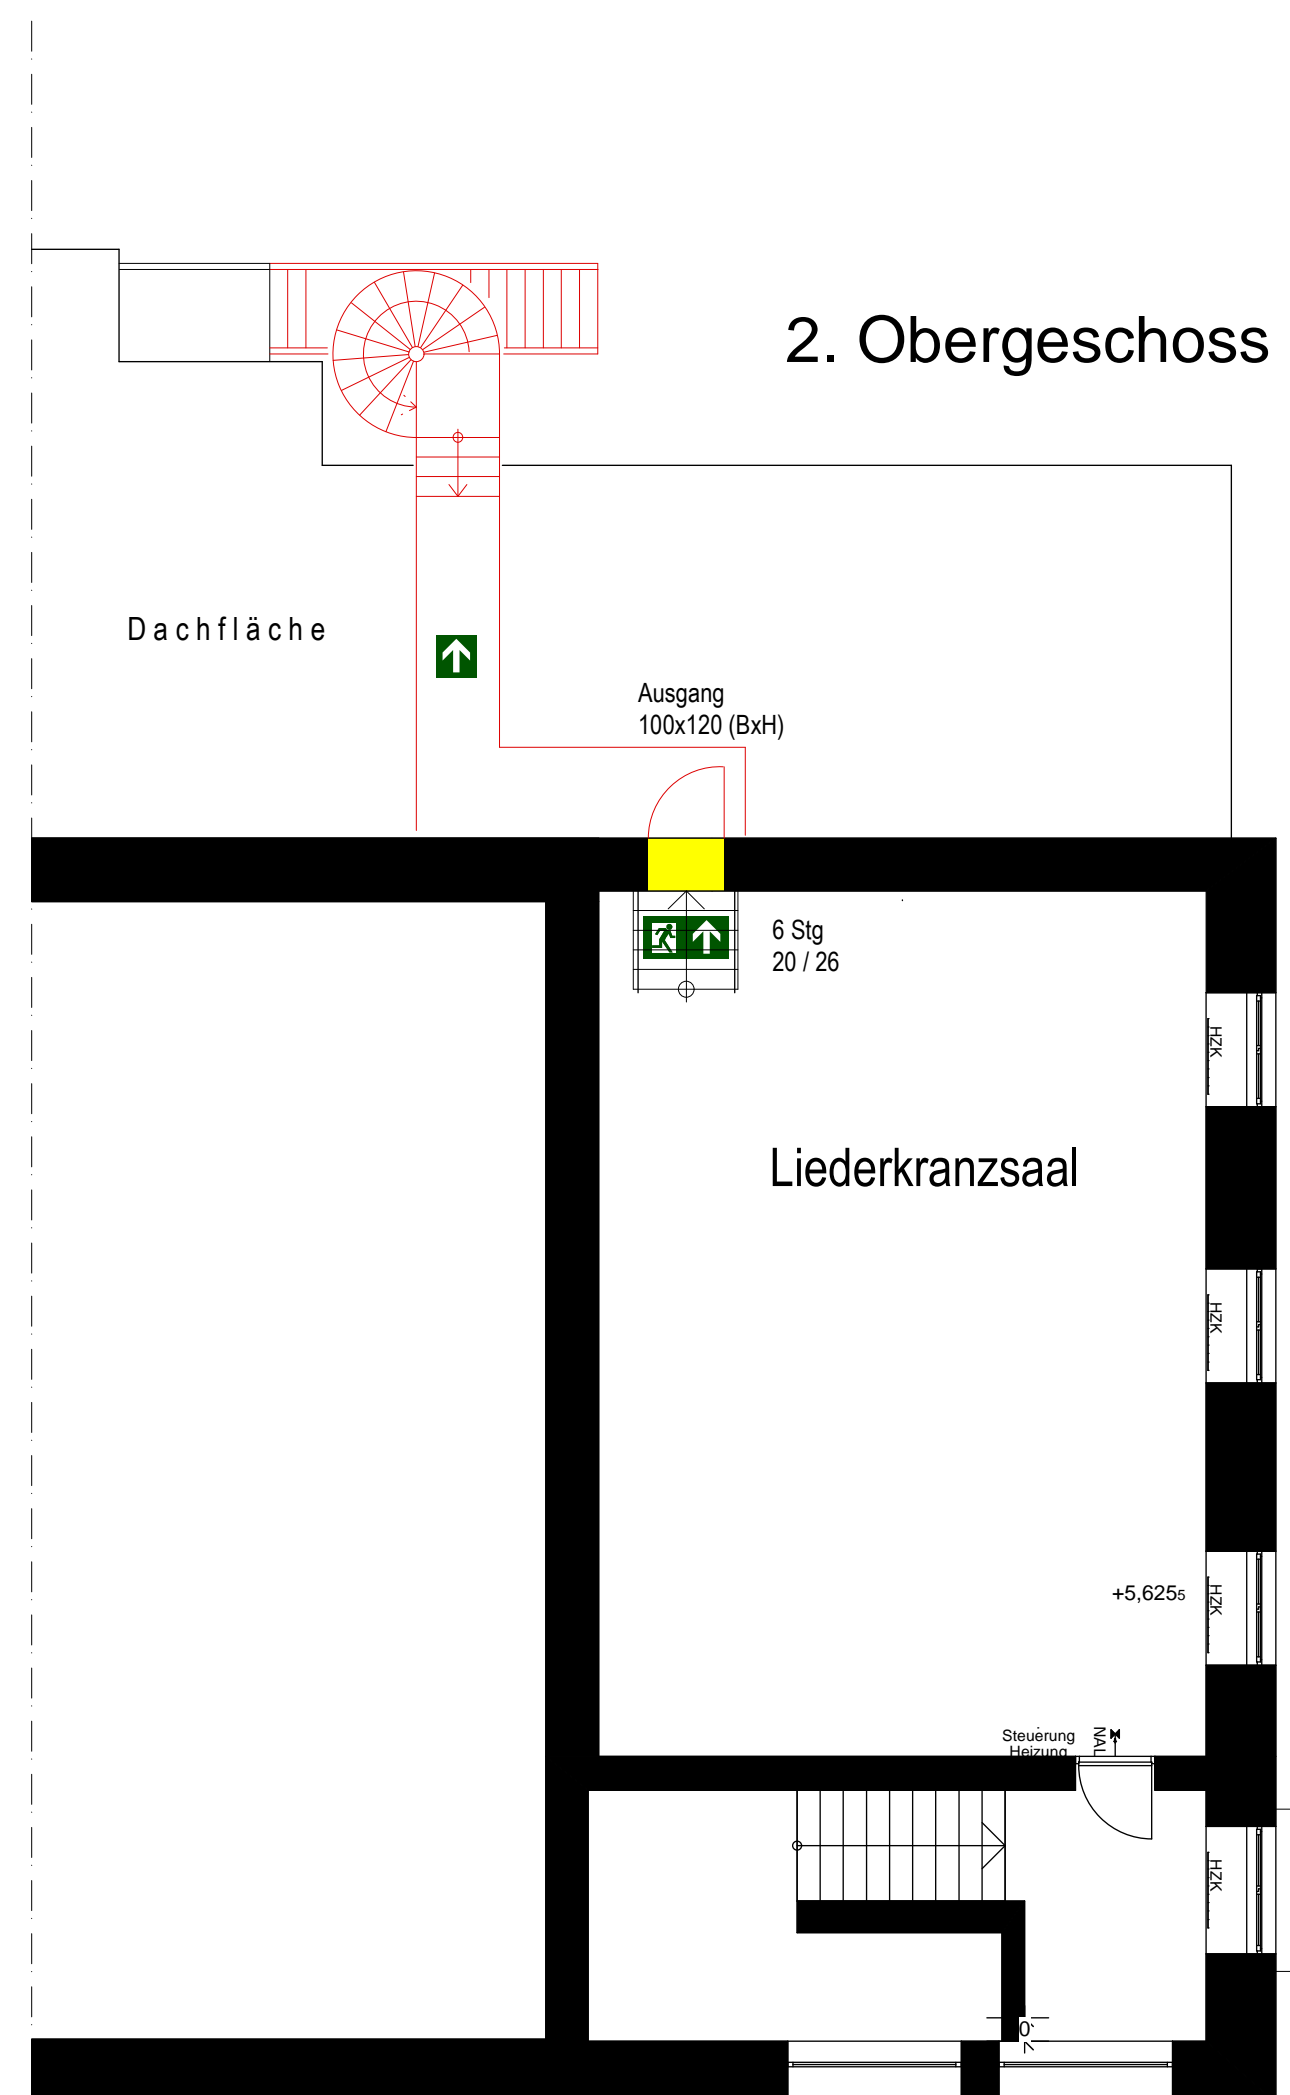 2. Obergeschoss
Dachfläche
Ausgang
100x120 (BxH)
6 Stg
20 / 26
HZK
Liederkranzsaal
HZK
+5,6255
HZK
Steuerung
Heizung
NAL
HZK